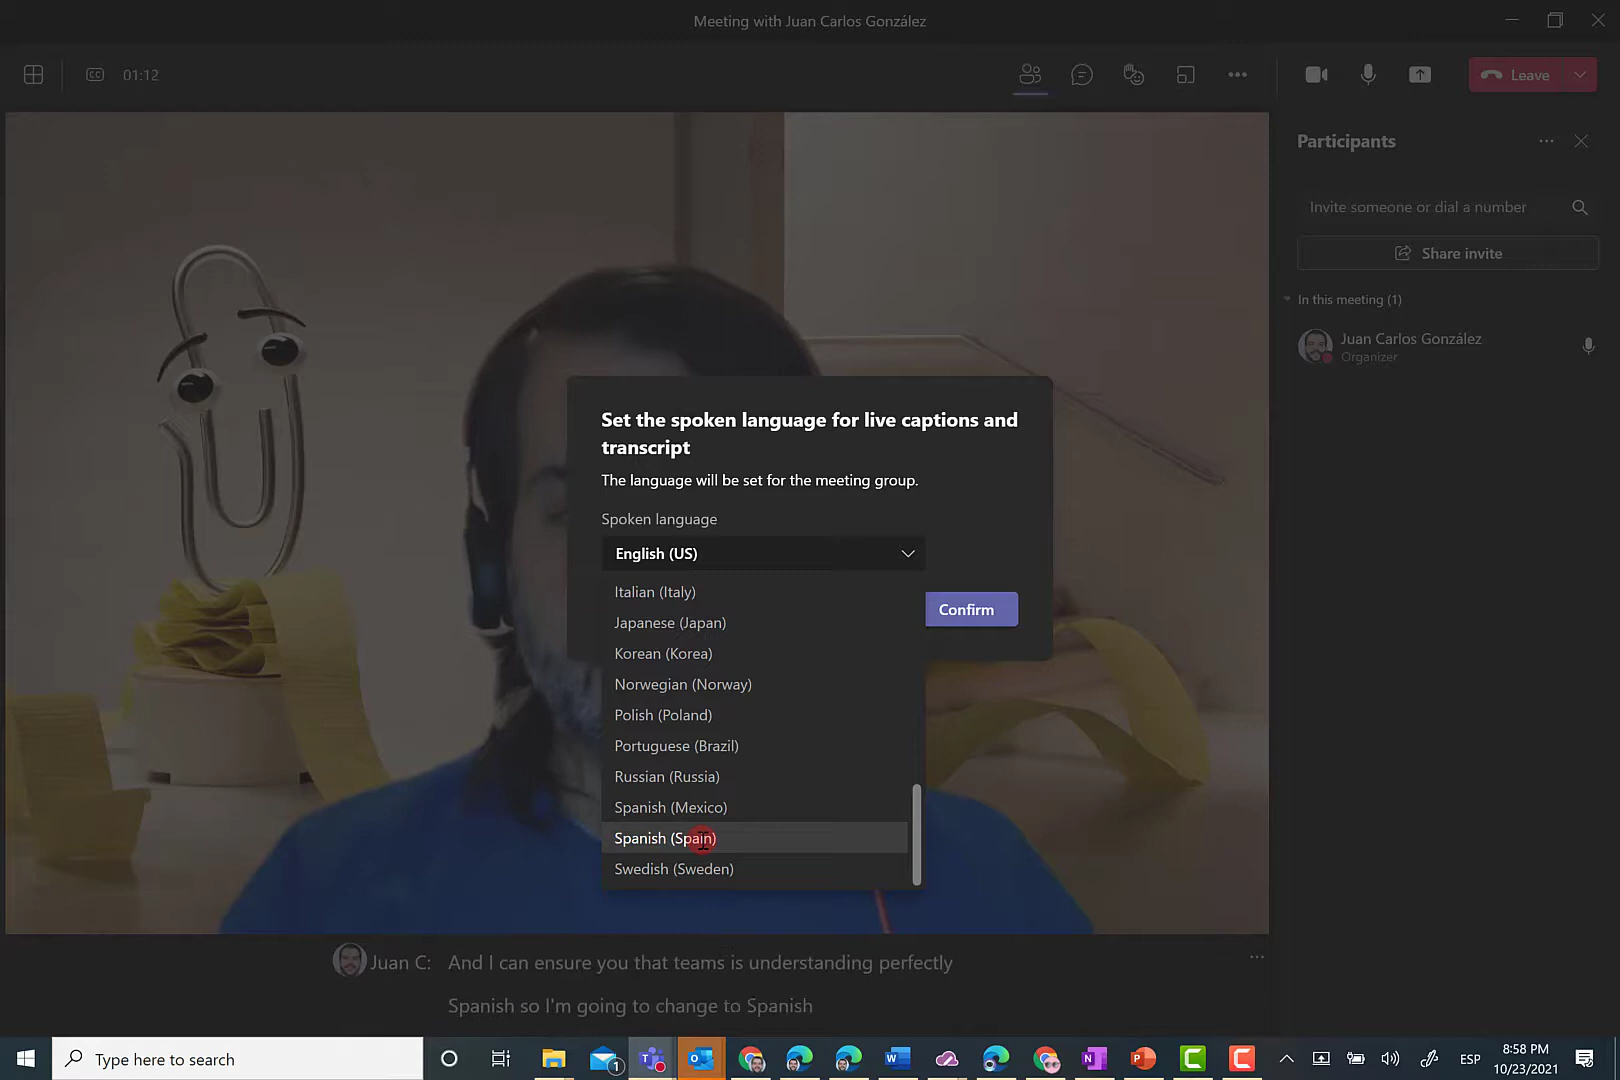 Meeting with Juan Carlos González
CC
01:12
Leave
Participants
Invite someone or dial a number
Share invite
In this meeting (1)
Juan Carlos González
Organizer
Set the spoken language for live captions and
transcript
The language will be set for the meeting group.
Spoken language
English (US)
Italian (Italy)
Japanese (Japan)
Korean (Korea)
Norwegian (Norway)
Polish (Poland)
Portuguese (Brazil)
Russian (Russia)
Spanish (Mexico)
Spanish (Spain)
Swedish (Sweden)
Confirm
Juan C: And I can ensure you that teams is understanding perfectly
Spanish so I'm going to change to Spanish
Type here to search
1
ESP
8:58 PM
10/23/2021